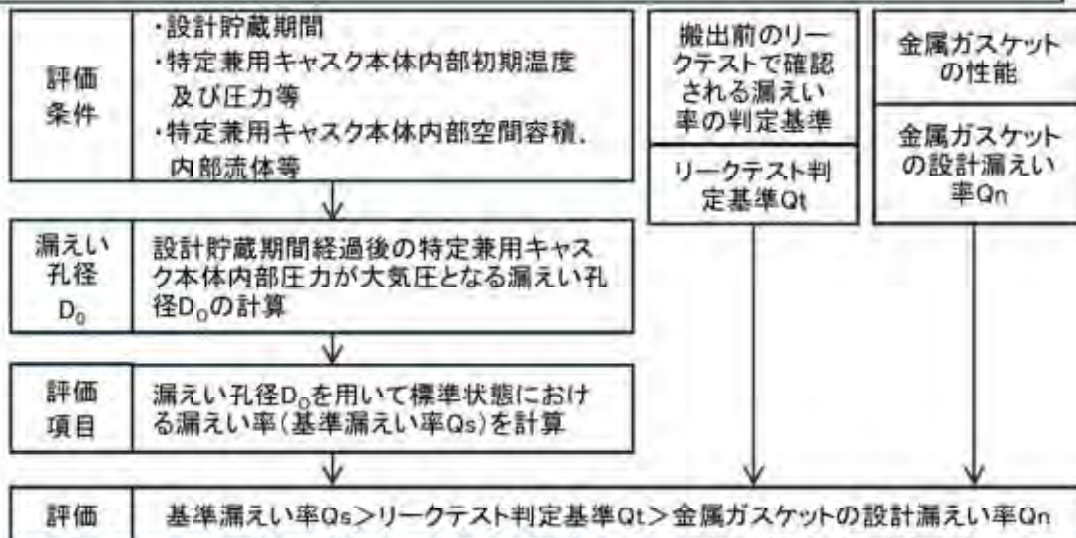 評価
条件
・設計貯蔵期間
・特定兼用キャスク本体内部初期温度
及び圧力等
・特定兼用キャスク本体内部空間容積、
内部流体等
搬出前のリー
クテストで確認
される漏えい
率の判定基準
リークテスト判
定基準Qt
金属ガスケット
の性能
金属ガスケット
の設計漏えい
率Qn
漏えい
孔径
D₀
設計貯蔵期間経過後の特定兼用キャス
ク本体内部圧力が大気圧となる漏えい孔
径D₀の計算
評価
項目
漏えい孔径D₀を用いて標準状態におけ
る漏えい率(基準漏えい率Qs)を計算
評価
基準漏えい率Qs>リークテスト判定基準Qt>金属ガスケットの設計漏えい率Qn